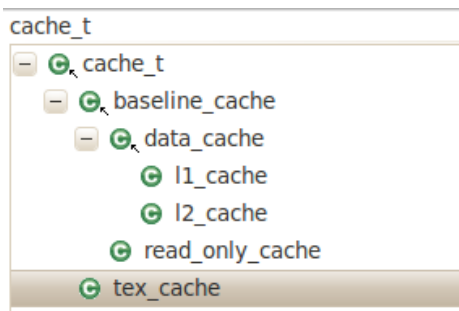 cache_t
cache_t
baseline_cache
data_cache
l1_cache
l2_cache
read_only_cache
tex_cache